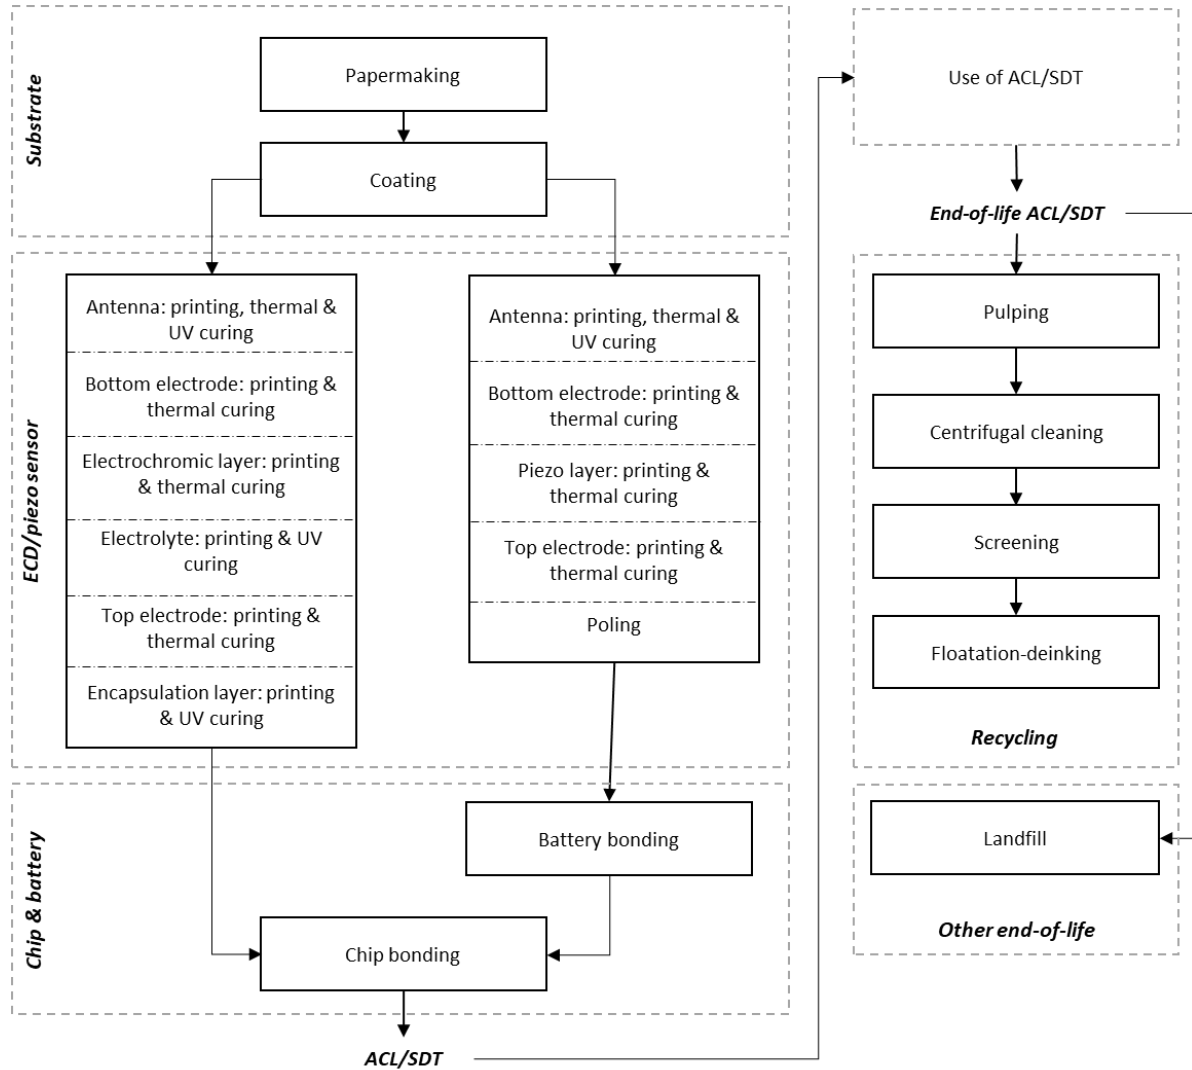 Substrate
Papermaking
Coating
ECD/piezo sensor
Antenna: printing, thermal &
UV curing
Bottom electrode: printing &
thermal curing
Electrochromic layer: printing
& thermal curing
Electrolyte: printing & UV
curing
Top electrode: printing &
thermal curing
Encapsulation layer: printing
& UV curing
Antenna: printing, thermal &
UV curing
Bottom electrode: printing &
thermal curing
Piezo layer: printing &
thermal curing
Top electrode: printing &
thermal curing
Poling
Chip & battery
Battery bonding
Chip bonding
ACL/SDT
Use of ACL/SDT
End-of-life ACL/SDT
Pulping
Centrifugal cleaning
Screening
Floatation-deinking
Recycling
Landfill
Other end-of-life